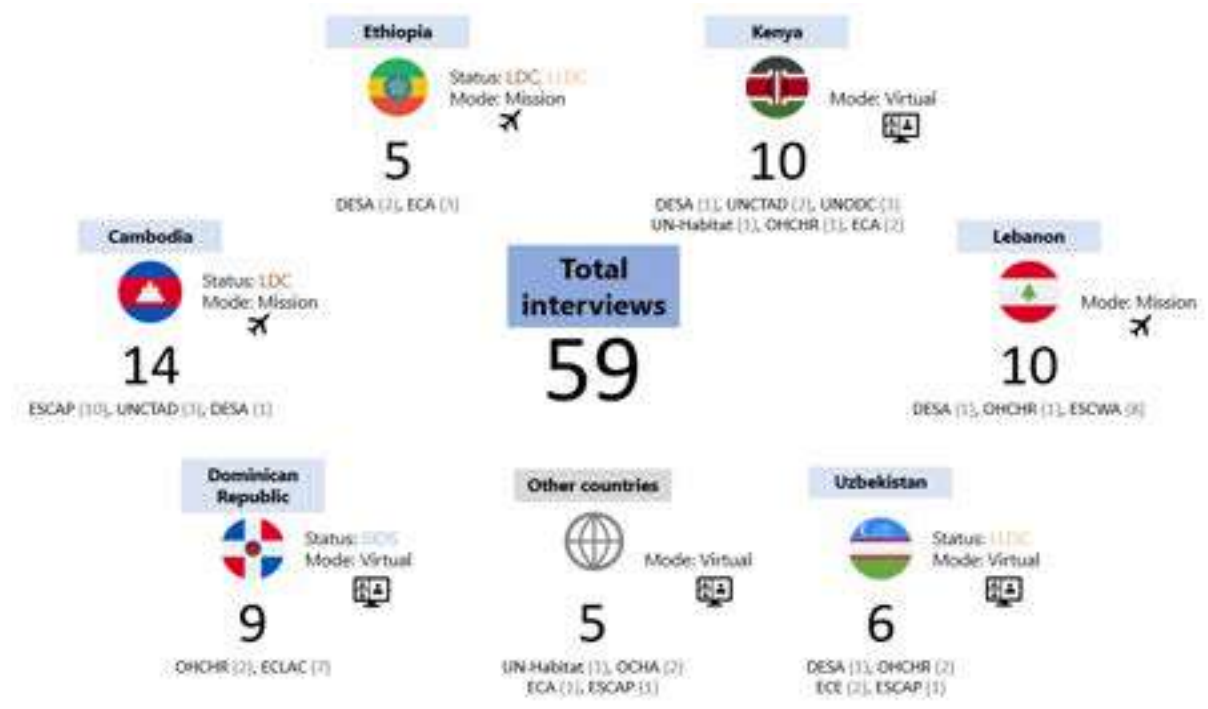 Ethiopia
Status: LDC, LLDC
Mode: Mission
5
DESA (2), ECA (3)
Kenya
Mode: Virtual
10
DESA (1), UNCTAD (2), UNODC (3)
UN-Habitat (1), OHCHR (1), ECA (2)
Cambodia
Status: LDC
Mode: Mission
14
ESCAP (10), UNCTAD (3), DESA (1)
Total
interviews
59
Lebanon
Mode: Mission
10
DESA (1), OHCHR (1), ESCWA (8)
Dominican
Republic
Status: SIDS
Mode: Virtual
9
OHCHR (2), ECLAC (7)
Other countries
Mode: Virtual
5
UN-Habitat (1), OCHA (2)
ECA (1), ESCAP (1)
Uzbekistan
Status: LLDC
Mode: Virtual
6
DESA (1), OHCHR (2)
ECE (2), ESCAP (1)